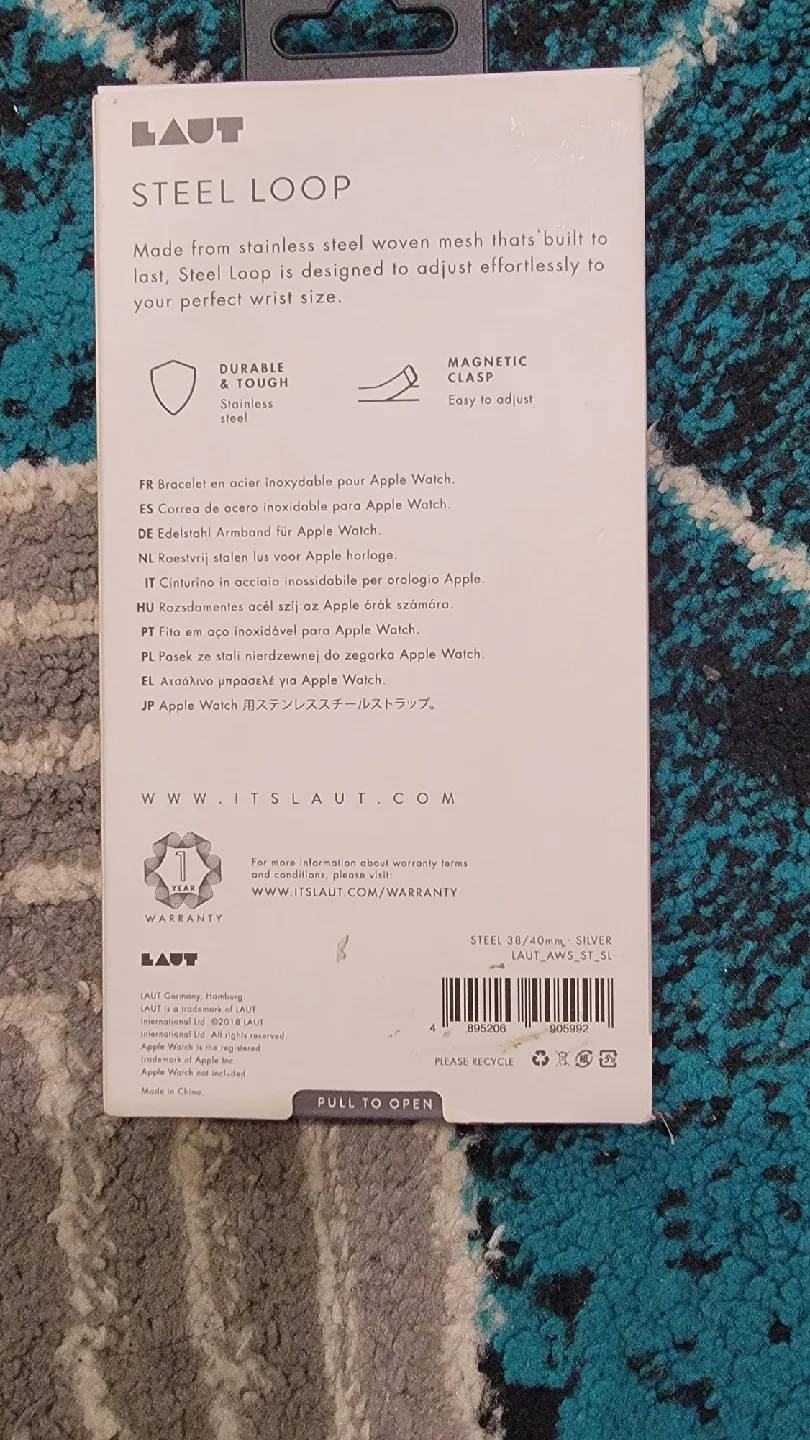 LAUT
STEEL LOOP
Made from stainless steel woven mesh thats built to
last, Steel Loop is designed to adjust effortlessly to
your perfect wrist size.
DURABLE
& TOUGH
Stainless
steel
MAGNETIC
CLASP
Easy to adjust
FR Bracelet en acier inoxydable pour Apple Watch.
ES Correa de acero inoxidable para Apple Watch.
DE Edelstahl Armband für Apple Watch.
NL Roestvrij stalen lus voor Apple horloge.
IT Cinturino in acciaio inossidabile per orologio Apple.
HU Rozsdamentes acél szíj az Apple órák számára.
PT Fita em aço inoxidável para Apple Watch.
PL Pasek ze stali nierdzewnej do zegarka Apple Watch.
EL Ατσάλινο μπρασελέ για Apple Watch.
JP Apple Watch 用ステンレススチールストラップ。
WWW.ITSLAUT.COM
1
YEAR
WARRANTY
For more information about warranty terms
and conditions, please visit:
WWW.ITSLAUT.COM/WARRANTY
LAUT
LAUT Germany, Hamburg
LAUT is a trademark of LAUT
International Ltd. ©2018 LAUT
International Ltd. All rights reserved.
Apple Watch is the registered
trademark of Apple Inc
Apple Watch not included.
Made in China.
STEEL 38/40mm - SILVER
LAUT_AWS_ST_SL
4 895206 905992
PLEASE RECYCLE
PULL TO OPEN